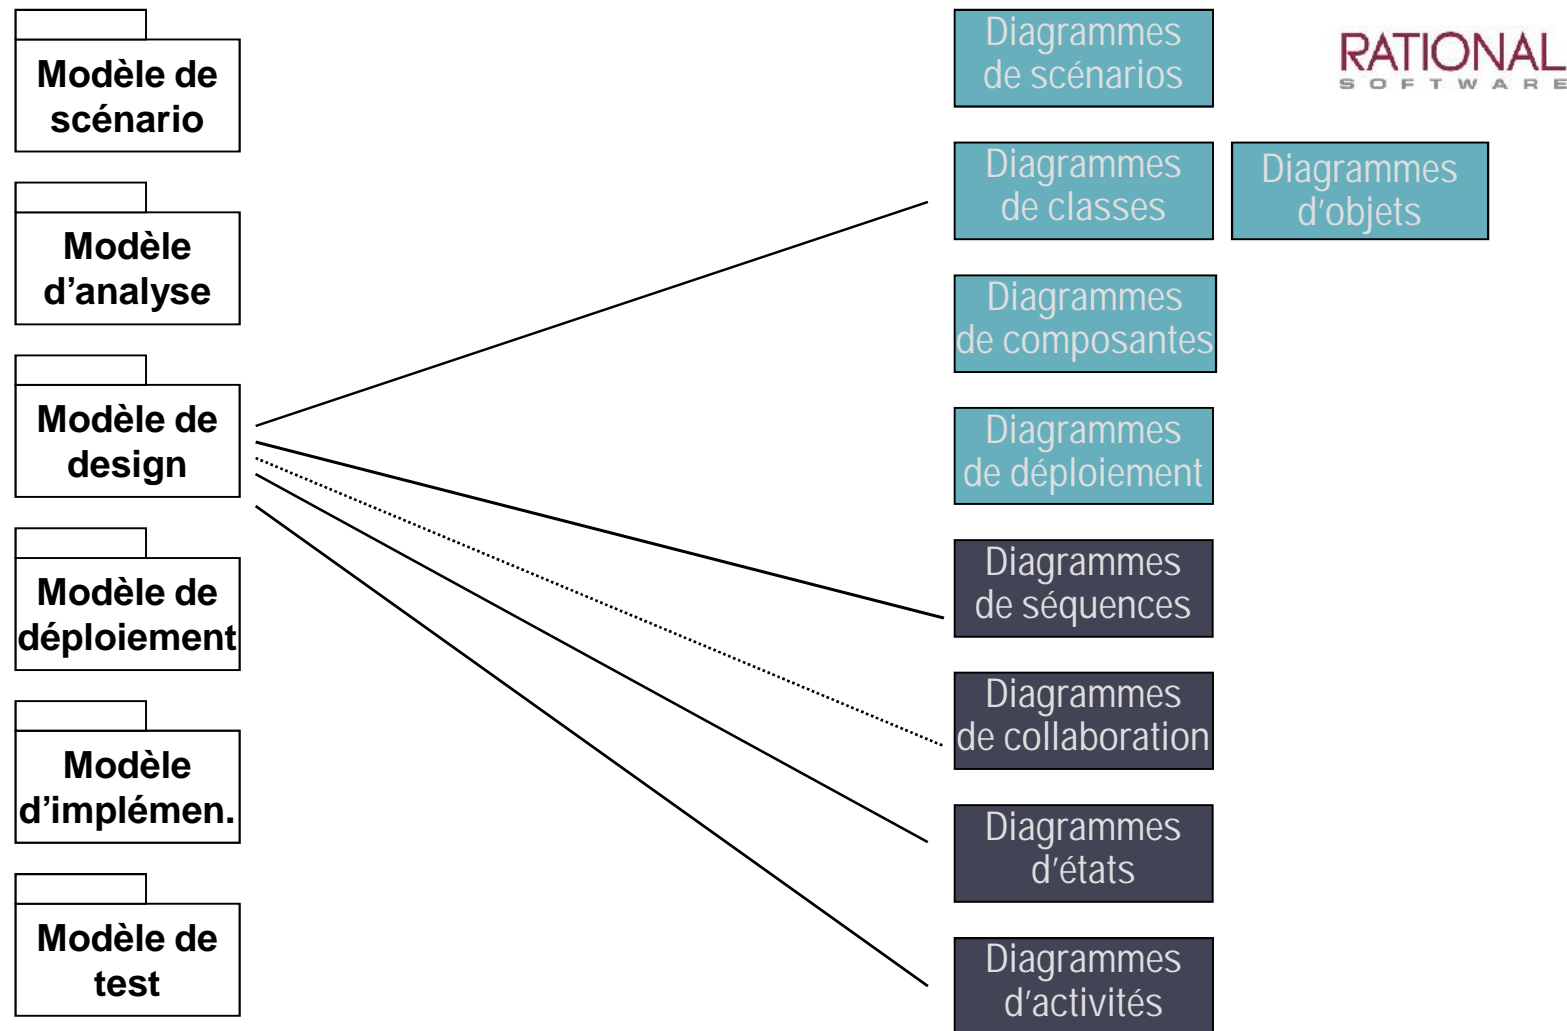 Modèle de
scénario
Modèle
d’analyse
Modèle de
design
Modèle de
déploiement
Modèle
d’implémen.
Modèle de
test
Diagrammes
de scénarios
Diagrammes
de classes
Diagrammes
d’objets
Diagrammes
de composantes
Diagrammes
de déploiement
Diagrammes
de séquences
Diagrammes
de collaboration
Diagrammes
d’états
Diagrammes
d’activités
RATIONAL
SOFTWARE